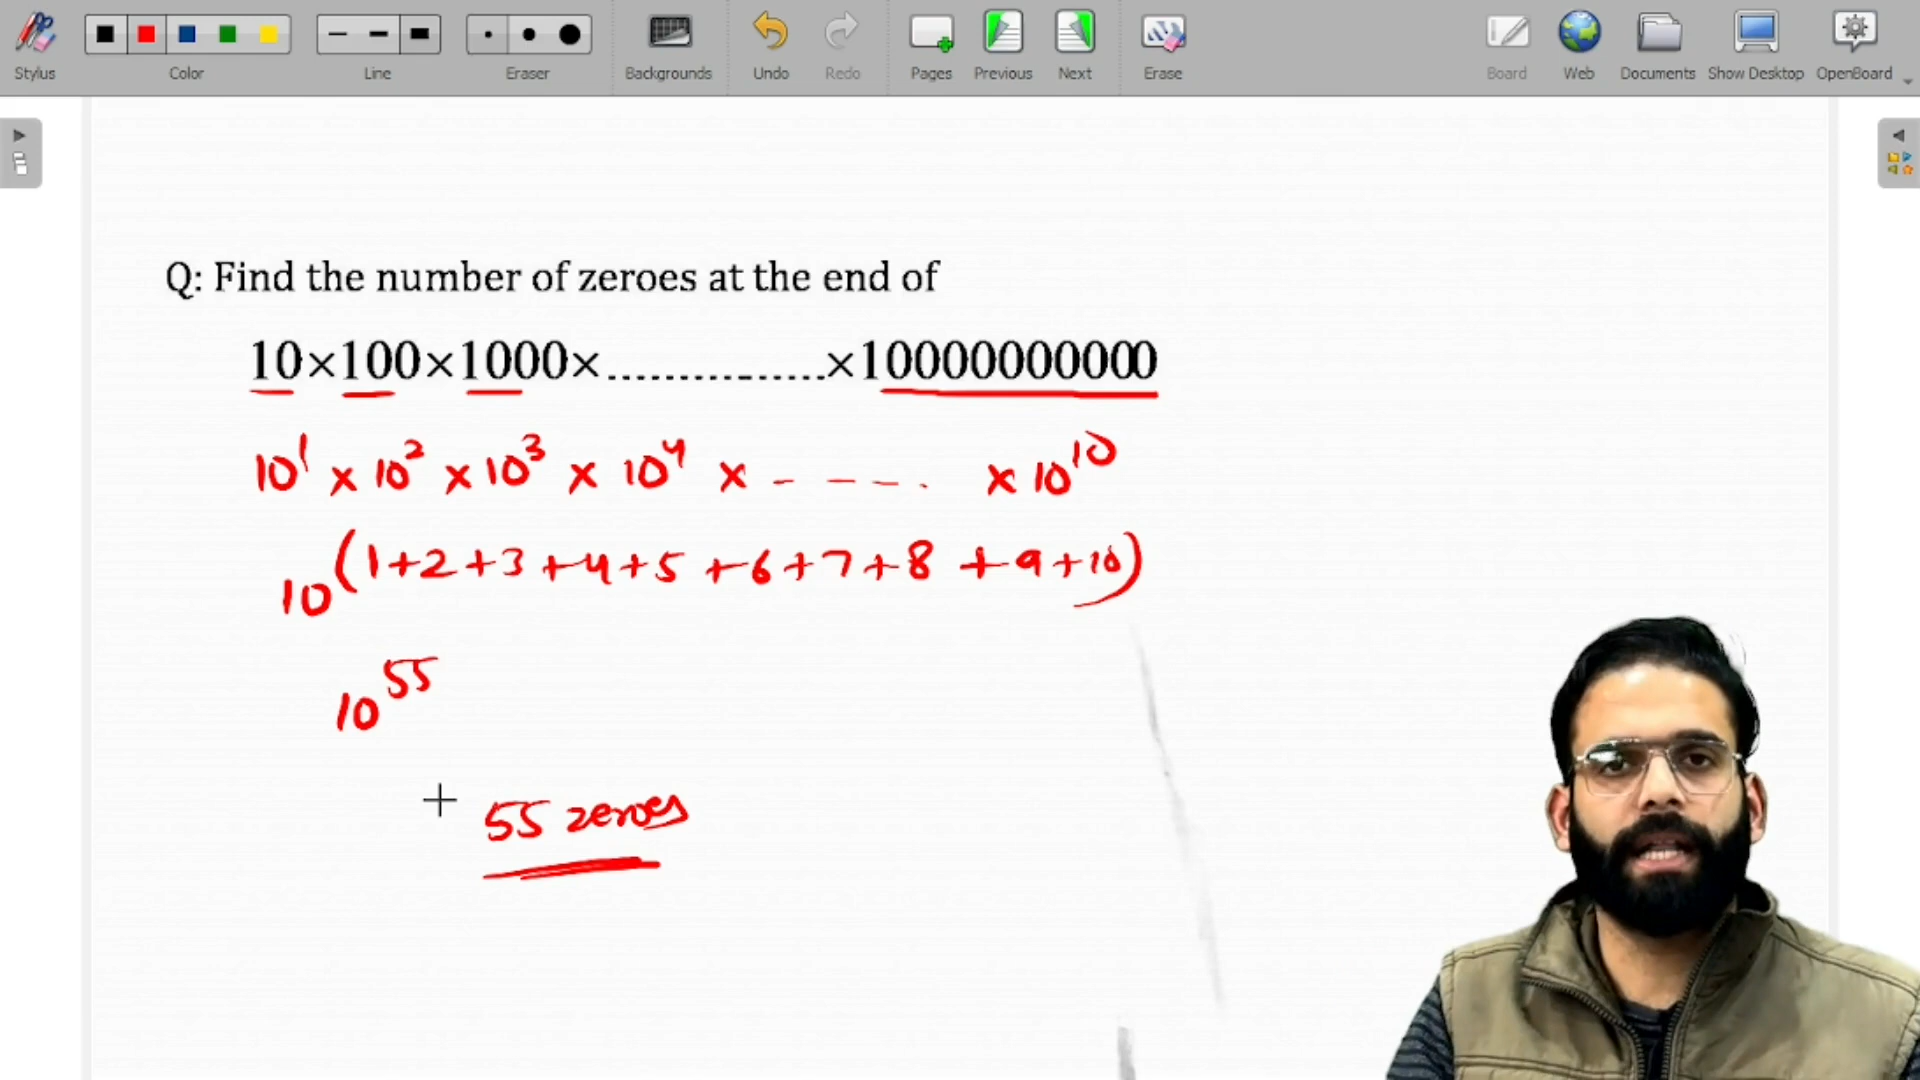 Stylus Color Line Eraser Backgrounds Undo Redo Pages Previous Next Erase Board Web Documents Show Desktop OpenBoard
Q: Find the number of zeroes at the end of
10×100×1000×................×10000000000
10¹ × 10² × 10³ × 10⁴ × - - - - . × 10¹⁰
10^(1+2+3+4+5+6+7+8+9+10)
10⁵⁵
55 zeroes